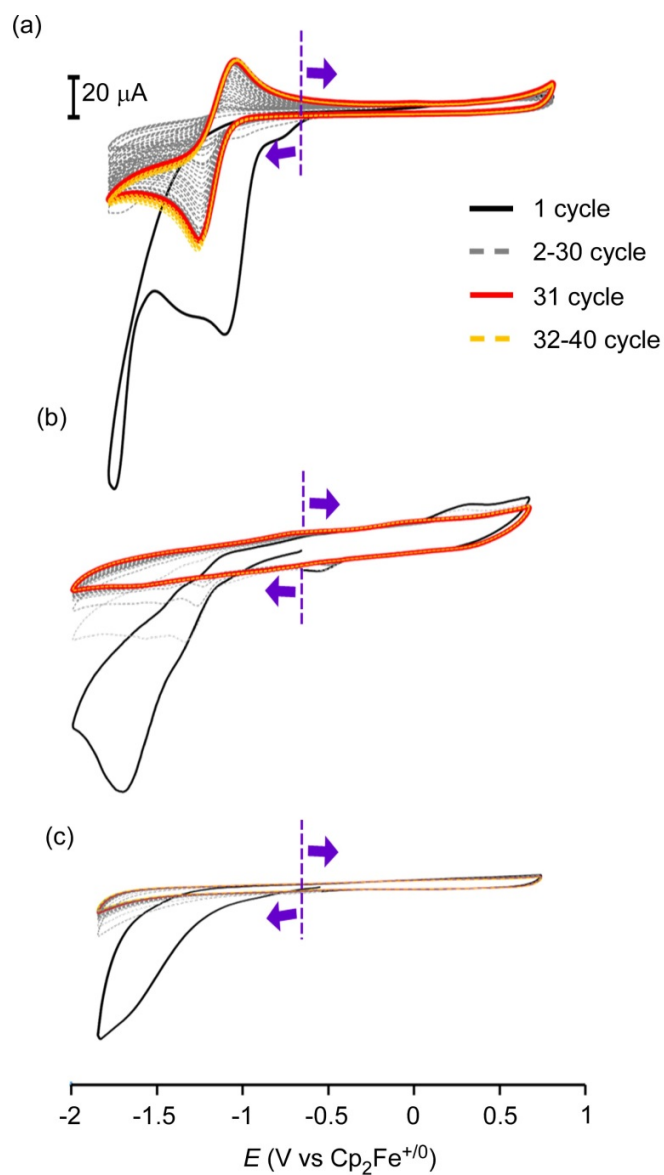 (a)
20 μA
1 cycle
2-30 cycle
31 cycle
32-40 cycle
(b)
(c)
-2 -1.5 -1 -0.5 0 0.5 1
E (V vs Cp₂Fe⁺ᐟ⁰)